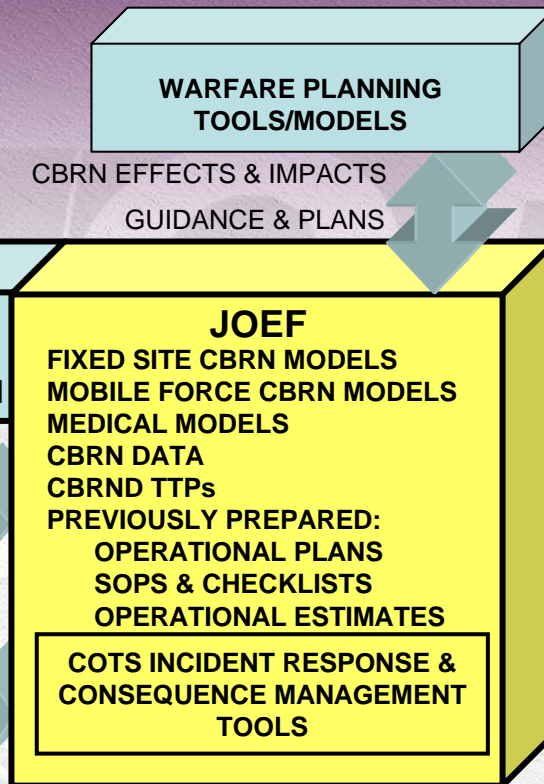 WARFARE PLANNING
TOOLS/MODELS
CBRN EFFECTS & IMPACTS
GUIDANCE & PLANS
JOEF
FIXED SITE CBRN MODELS
MOBILE FORCE CBRN MODELS
MEDICAL MODELS
CBRN DATA
CBRND TTPs
PREVIOUSLY PREPARED:
OPERATIONAL PLANS
SOPS & CHECKLISTS
OPERATIONAL ESTIMATES
COTS INCIDENT RESPONSE &
CONSEQUENCE MANAGEMENT
TOOLS